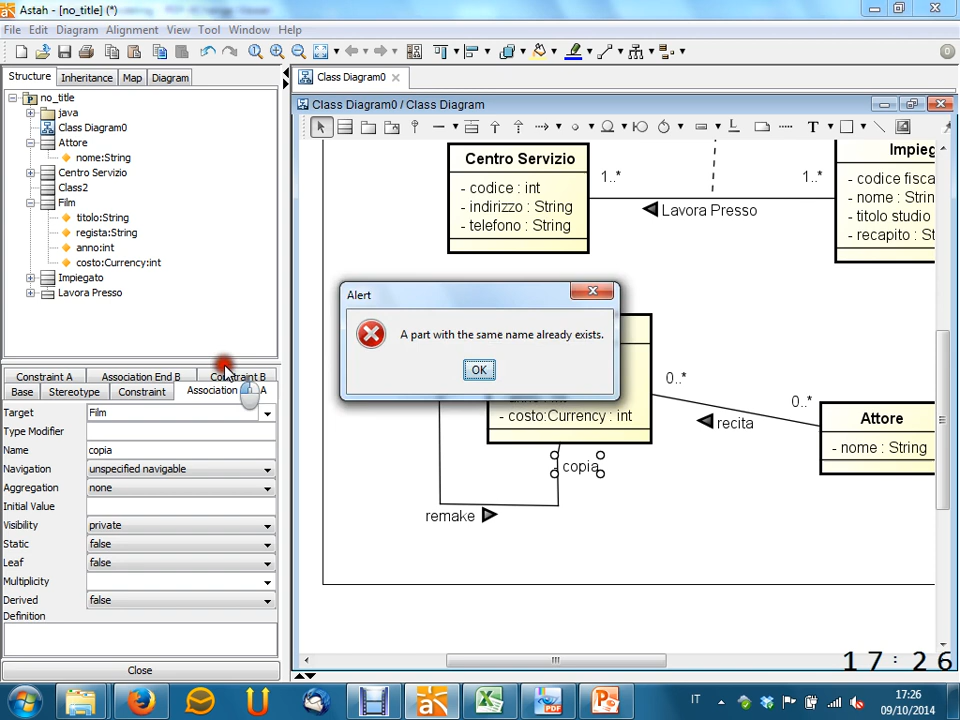 Astah - [no_title] (*)
File Edit Diagram Alignment View Tool Window Help
0
Structure Inheritance Map Diagram
Class Diagram0
no_title
java
Class Diagram0
Attore
nome:String
Centro Servizio
Class2
Film
titolo:String
regista:String
anno:int
costo:Currency:int
Impiegato
Lavora Presso
Constraint A Association End B Constraint B
Base Stereotype Constraint Association A
Target Film
Type Modifier
Name copia
Navigation unspecified navigable
Aggregation none
Initial Value
Visibility private
Static false
Leaf false
Multiplicity
Derived false
Definition
Close
Class Diagram0 / Class Diagram
T
Centro Servizio
- codice : int
- indirizzo : String
- telefono : String
1..*
1..*
Lavora Presso
Impieg
- codice fisca
- nome : Strin
- titolo studio
- recapito : St
Alert
A part with the same name already exists.
OK
- costo:Currency : int
0..*
0..*
recita
Attore
- nome : String
- copia
remake
17:26
IT
17:26
09/10/2014